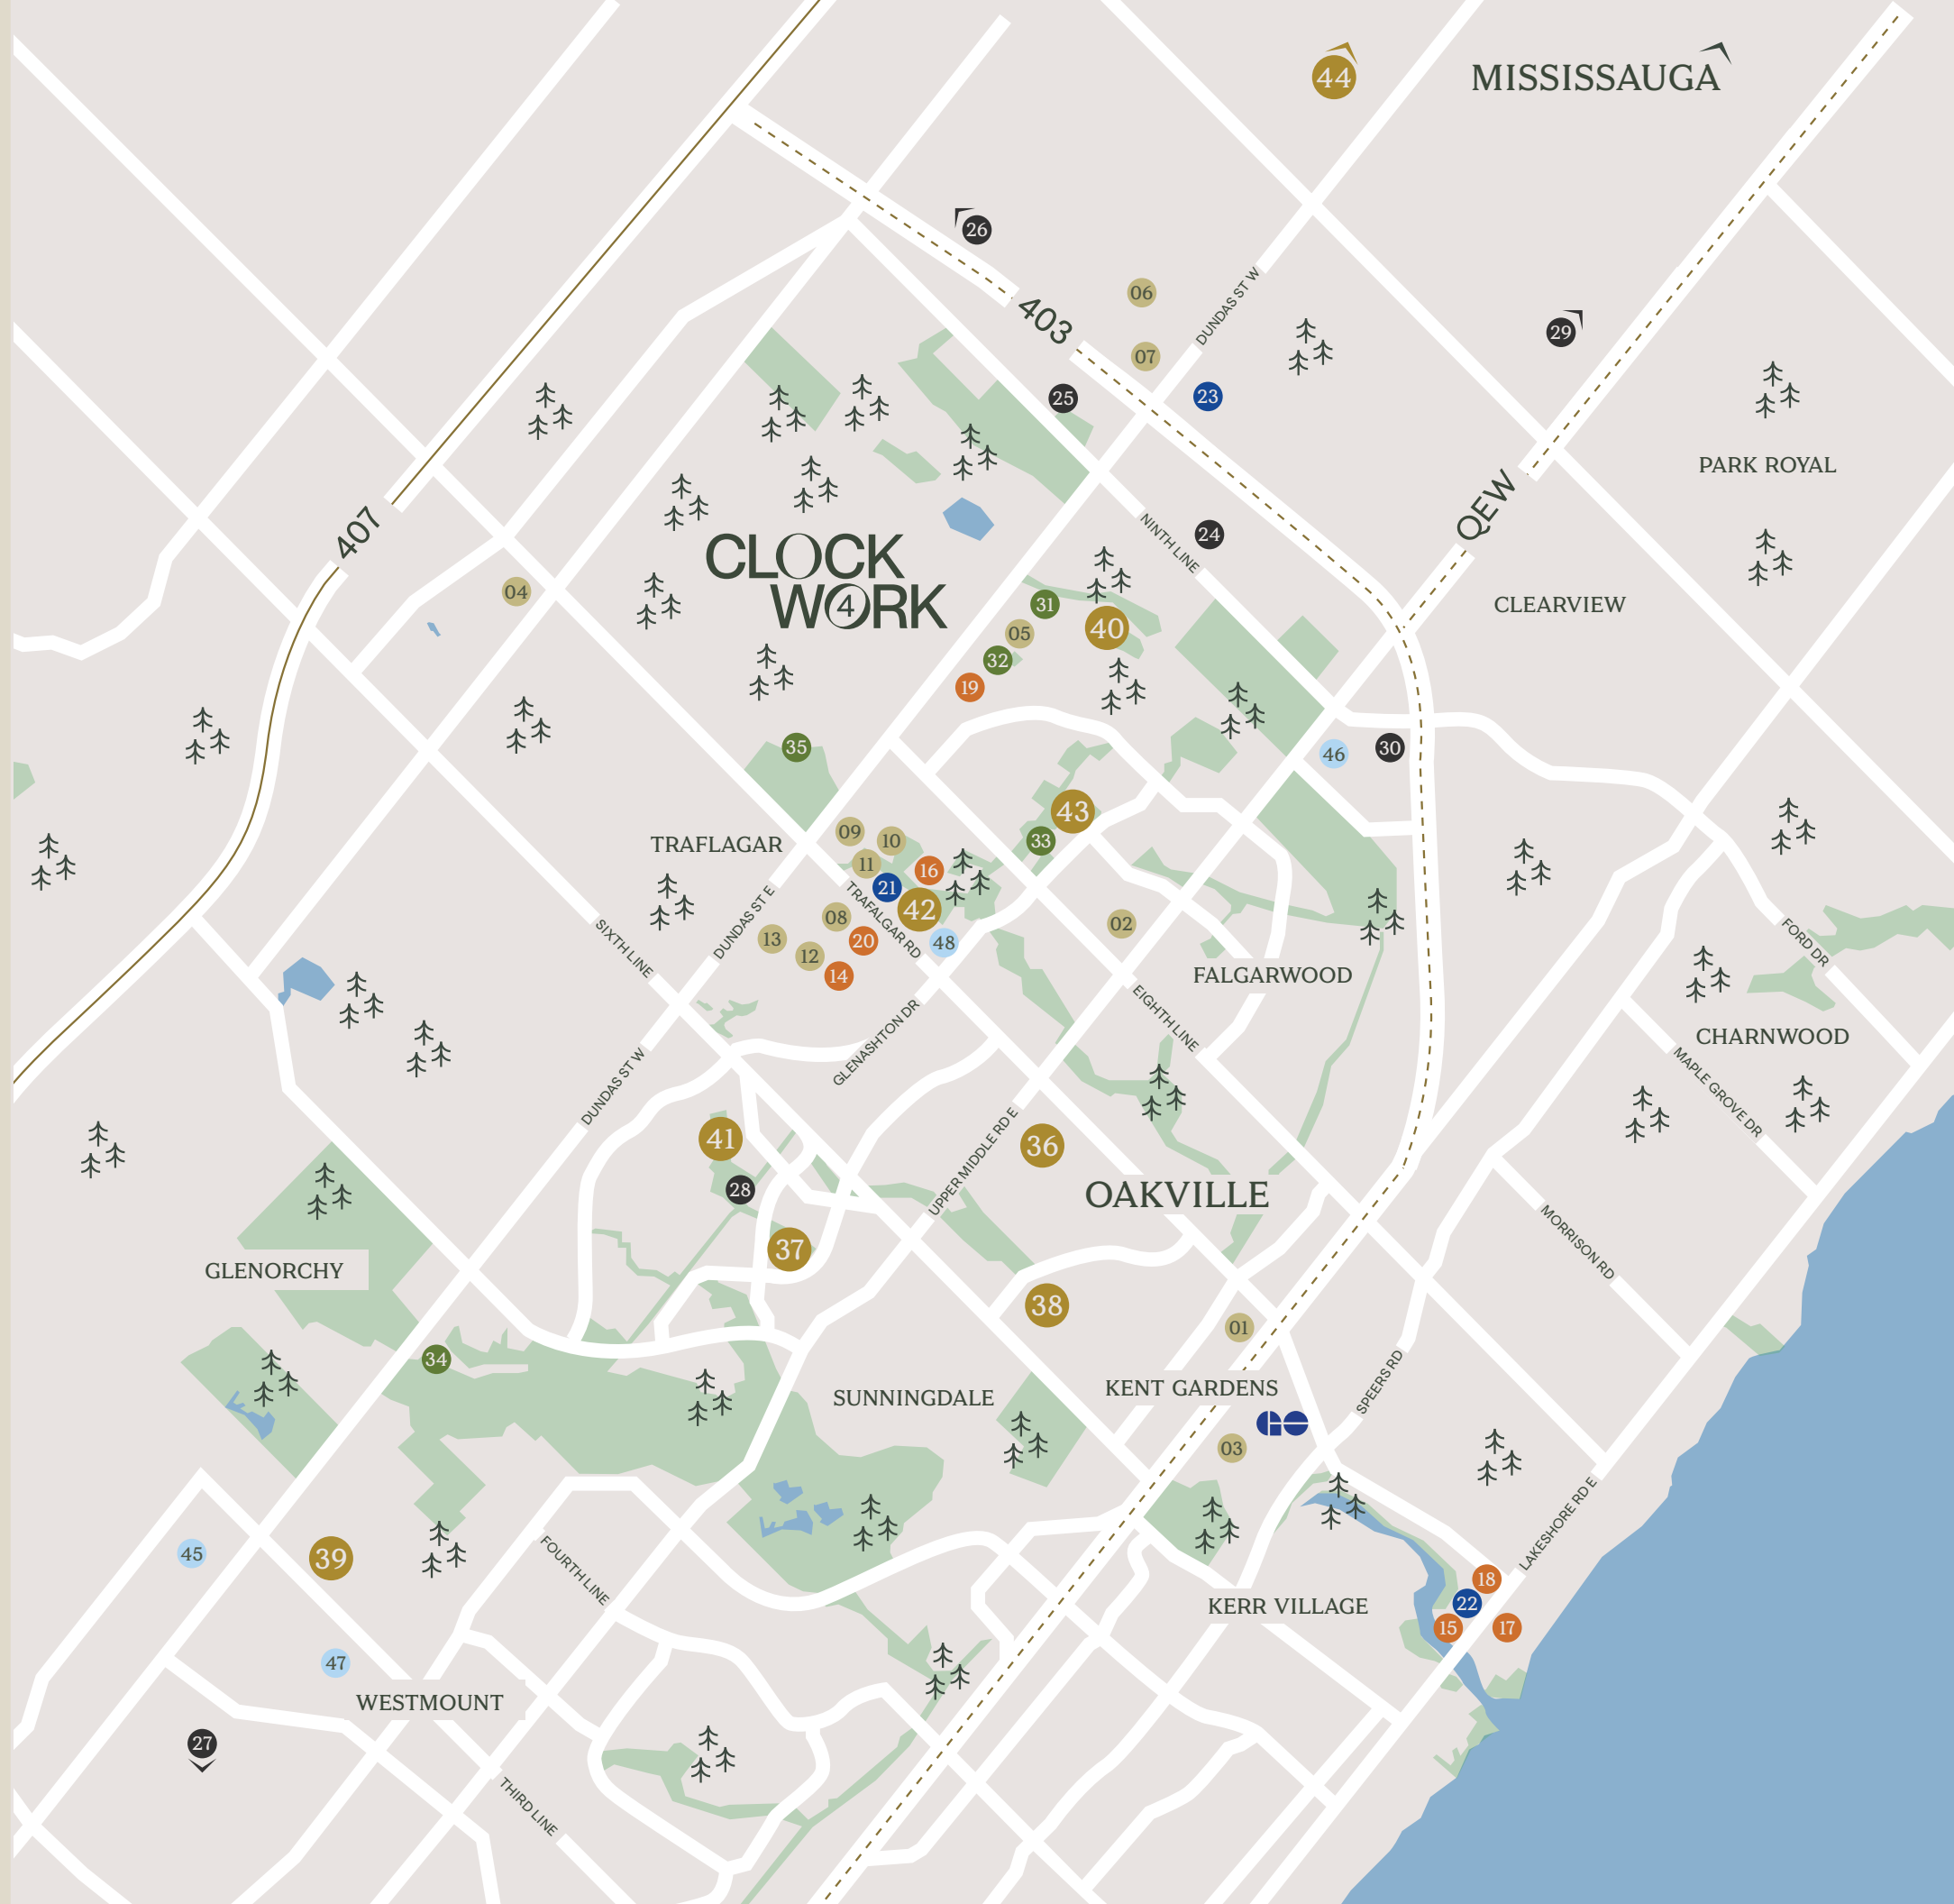 44
MISSISSAUGA
26
06
403
DUNDAS ST W
29
07
25
23
PARK ROYAL
QEW
407
NINTH LINE
24
CLOCK
WORK
4
04
31
CLEARVIEW
05
40
32
19
35
46
30
43
TRAFLAGAR
09
10
33
11
16
21
42
TRAFALGAR RD
08
02
13
20
48
12
14
DUNDAS ST E
SIXTH LINE
FORD DR
FALGARWOOD
EIGHTH LINE
GLENASHTON DR
CHARNWOOD
MAPLE GROVE DR
DUNDAS ST W
41
36
UPPER MIDDLE RD E
28
OAKVILLE
37
MORRISON RD
GLENORCHY
38
01
34
SPEERS RD
KENT GARDENS
SUNNINGDALE
GO
03
LAKESHORE RD E
45
39
FOURTH LINE
18
KERR VILLAGE
22
15
17
47
WESTMOUNT
27
THIRD LINE